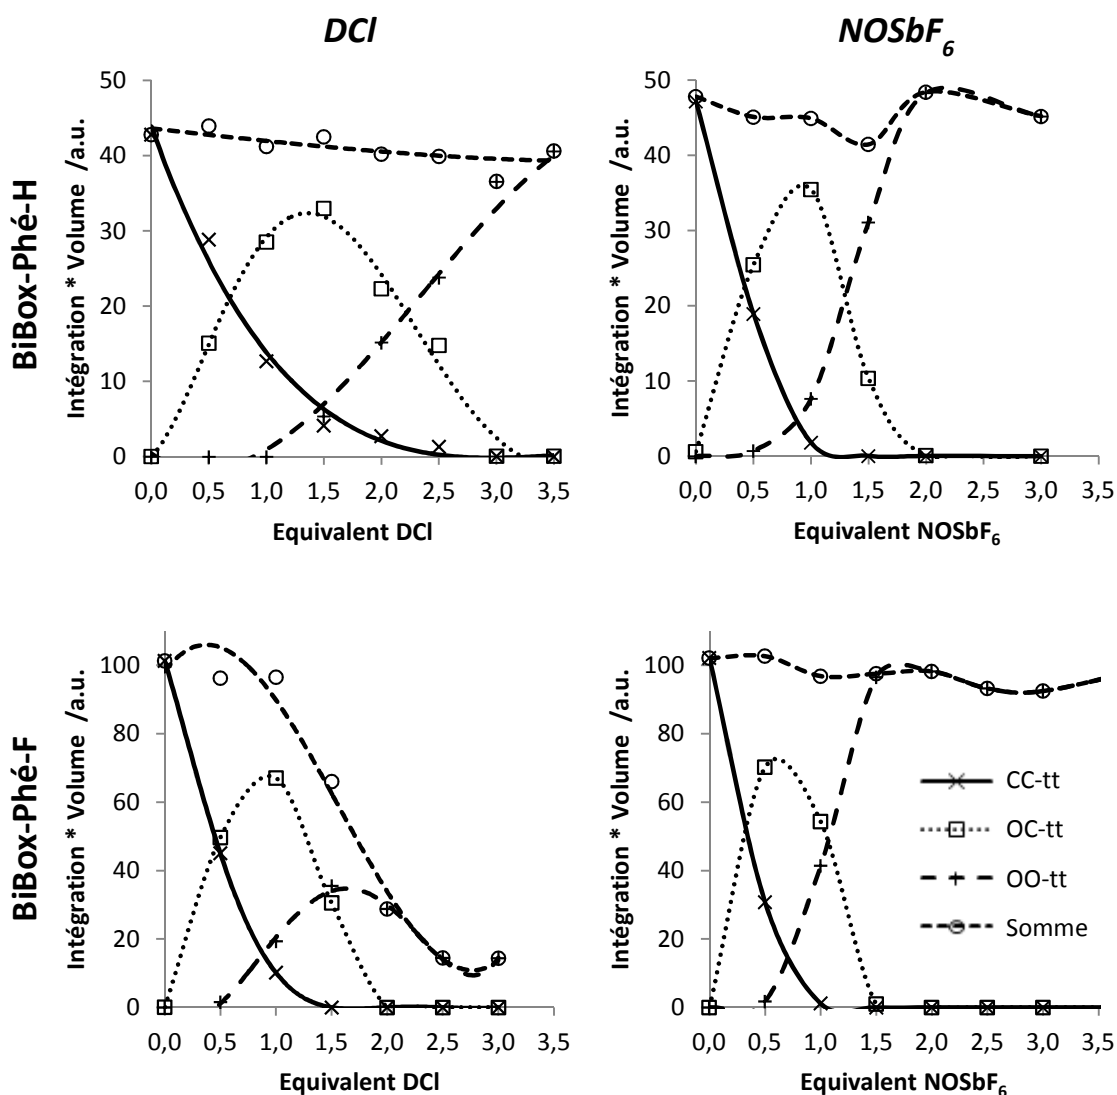 DCl
NOSbF6
BiBox-Phé-H
Intégration * Volume /a.u.
50
40
30
20
10
0
0,0 0,5 1,0 1,5 2,0 2,5 3,0 3,5
Equivalent DCl
Intégration * Volume /a.u.
50
40
30
20
10
0
0,0 0,5 1,0 1,5 2,0 2,5 3,0 3,5
Equivalent NOSbF6
BiBox-Phé-F
Intégration * Volume /a.u.
100
80
60
40
20
0
0,0 0,5 1,0 1,5 2,0 2,5 3,0 3,5
Equivalent DCl
Intégration * Volume /a.u.
100
80
60
40
20
0
0,0 0,5 1,0 1,5 2,0 2,5 3,0 3,5
Equivalent NOSbF6
CC-tt
OC-tt
OO-tt
Somme